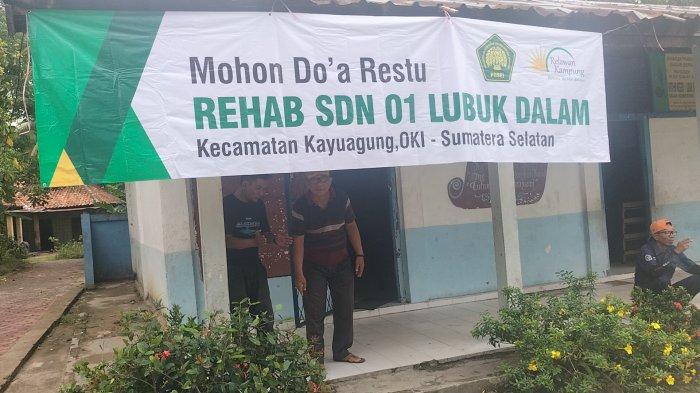 Mohon Do'a Restu
REHAB SDN 01 LUBUK DALAM
Kecamatan Kayuagung,OKI - Sumatera Selatan
Relawan
Kampung